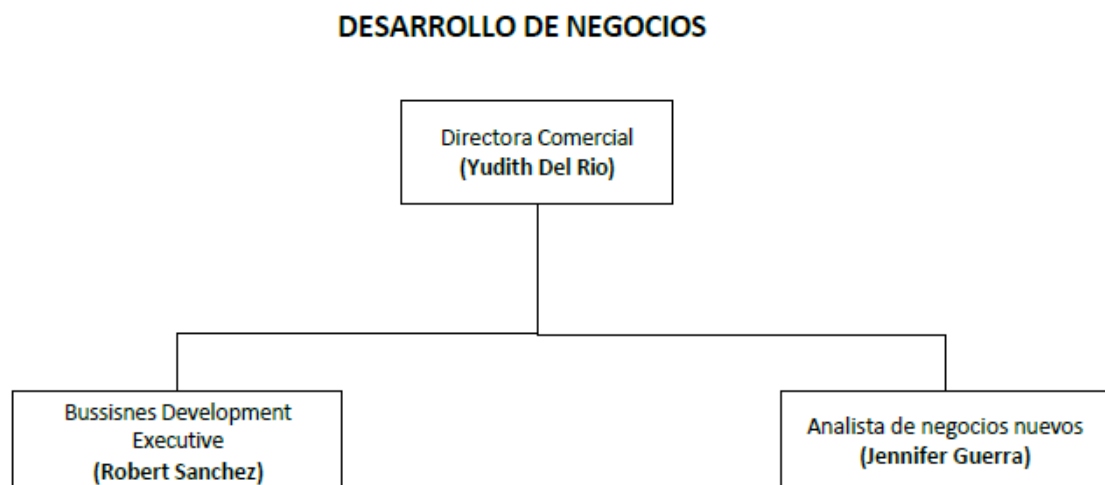 DESARROLLO DE NEGOCIOS
Directora Comercial
(Yudith Del Rio)
Bussisnes Development
Executive
(Robert Sanchez)
Analista de negocios nuevos
(Jennifer Guerra)